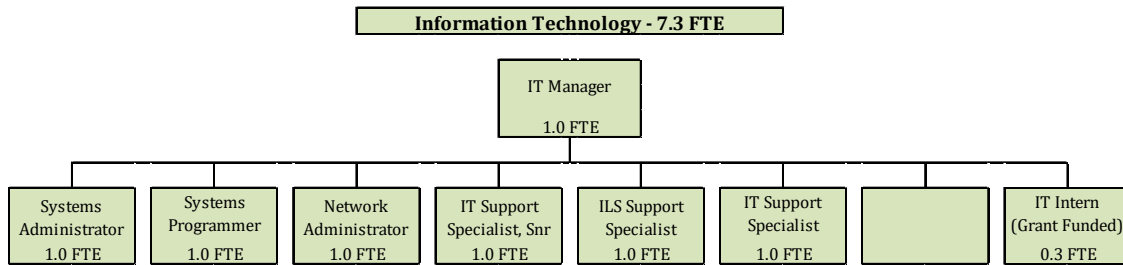 Information Technology - 7.3 FTE
IT Manager
1.0 FTE
Systems
Administrator
1.0 FTE
Systems
Programmer
1.0 FTE
Network
Administrator
1.0 FTE
IT Support
Specialist, Snr
1.0 FTE
ILS Support
Specialist
1.0 FTE
IT Support
Specialist
1.0 FTE
IT Intern
(Grant Funded)
0.3 FTE